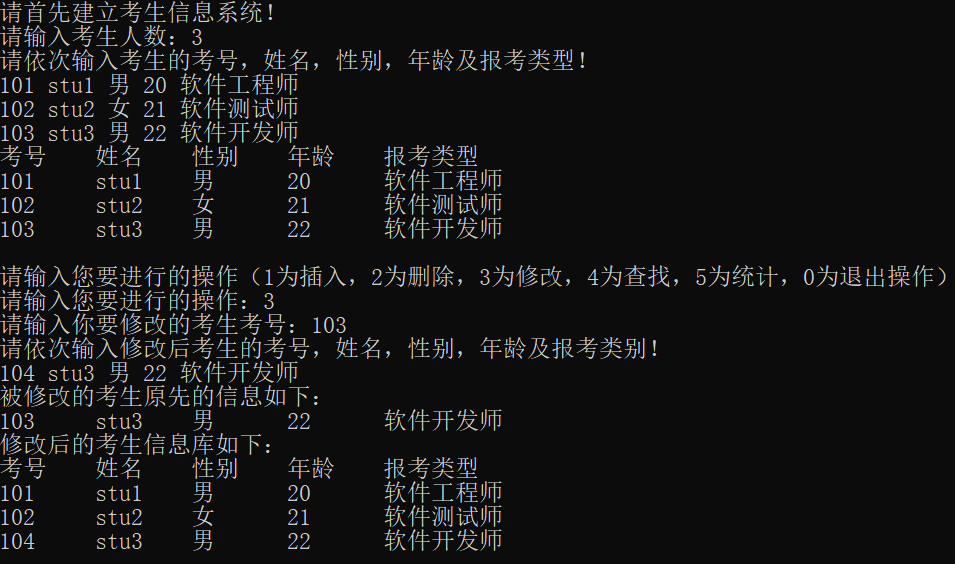 请首先建立考生信息系统！
请输入考生人数：3
请依次输入考生的考号，姓名，性别，年龄及报考类型！
101 stu1 男 20 软件工程师
102 stu2 女 21 软件测试师
103 stu3 男 22 软件开发师
考号 姓名 性别 年龄 报考类型
101 stu1 男 20 软件工程师
102 stu2 女 21 软件测试师
103 stu3 男 22 软件开发师
请输入您要进行的操作（1为插入，2为删除，3为修改，4为查找，5为统计，0为退出操作）
请输入您要进行的操作：3
请输入你要修改的考生考号：103
请依次输入修改后考生的考号，姓名，性别，年龄及报考类别！
104 stu3 男 22 软件开发师
被修改的考生原先的信息如下：
103 stu3 男 22 软件开发师
修改后的考生信息库如下：
考号 姓名 性别 年龄 报考类型
101 stu1 男 20 软件工程师
102 stu2 女 21 软件测试师
104 stu3 男 22 软件开发师